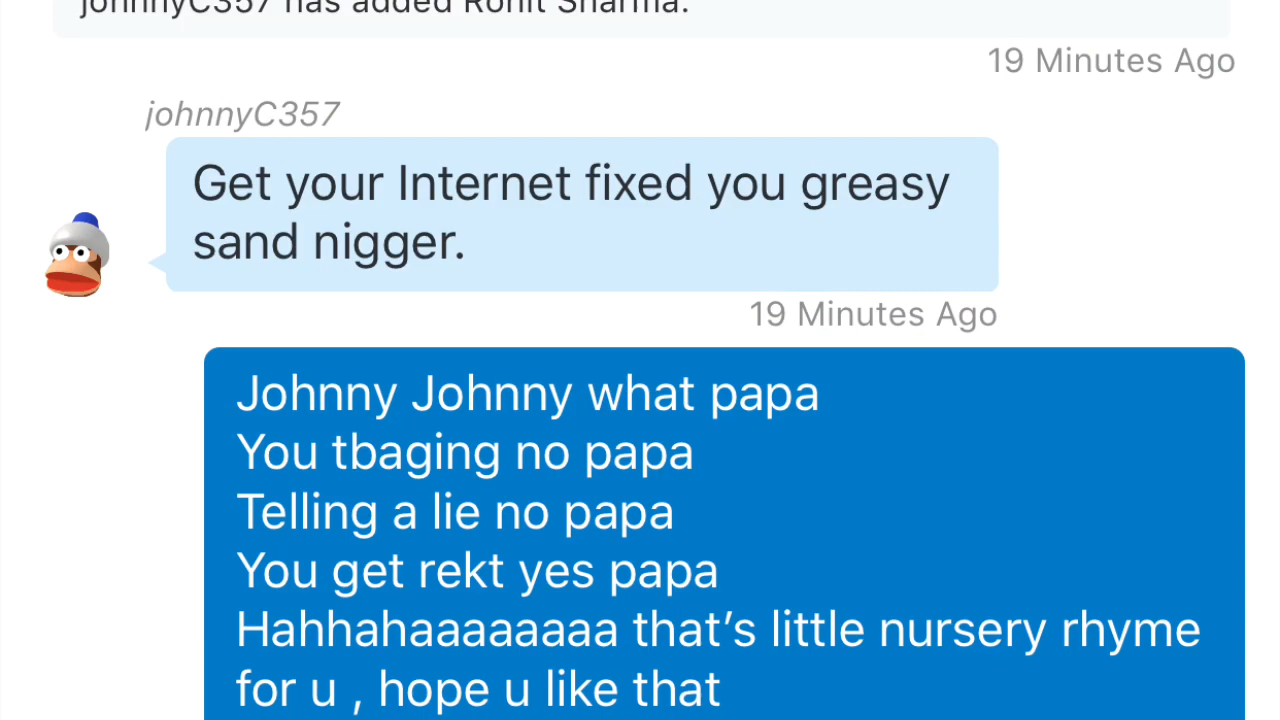 johnnyC357 has added Rohit Sharma.
19 Minutes Ago
johnnyC357
Get your Internet fixed you greasy
sand nigger.
19 Minutes Ago
Johnny Johnny what papa
You tbaging no papa
Telling a lie no papa
You get rekt yes papa
Hahhahaaaaaaaa that’s little nursery rhyme
for u , hope u like that